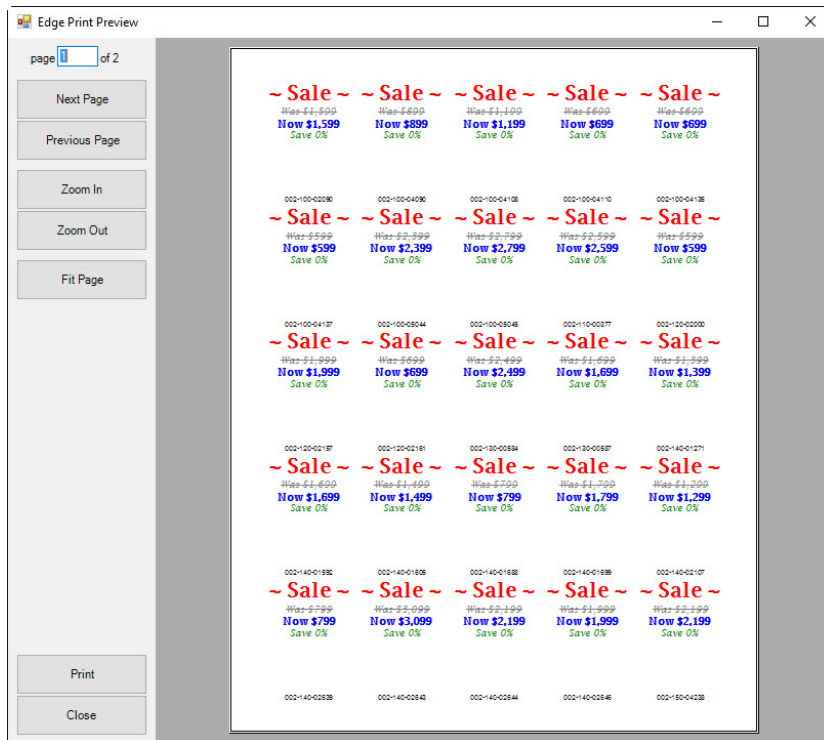 Edge Print Preview
page 1 of 2
Next Page
Previous Page
Zoom In
Zoom Out
Fit Page
Print
Close
~ Sale ~ ~ Sale ~ ~ Sale ~ ~ Sale ~ ~ Sale ~
Was $1,599 Was $899 Was $1,199 Was $699 Was $699
Now $1,599 Now $899 Now $1,199 Now $699 Now $699
Save 0% Save 0% Save 0% Save 0% Save 0%
002-100-02090 002-100-04090 002-100-04108 002-100-04110 002-100-04136
~ Sale ~ ~ Sale ~ ~ Sale ~ ~ Sale ~ ~ Sale ~
Was $599 Was $2,399 Was $2,799 Was $2,599 Was $599
Now $599 Now $2,399 Now $2,799 Now $2,599 Now $599
Save 0% Save 0% Save 0% Save 0% Save 0%
002-100-04137 002-100-05044 002-100-05045 002-110-00377 002-120-02000
~ Sale ~ ~ Sale ~ ~ Sale ~ ~ Sale ~ ~ Sale ~
Was $1,999 Was $699 Was $2,499 Was $1,699 Was $1,399
Now $1,999 Now $699 Now $2,499 Now $1,699 Now $1,399
Save 0% Save 0% Save 0% Save 0% Save 0%
002-120-02157 002-120-02161 002-130-00584 002-130-00587 002-140-01271
~ Sale ~ ~ Sale ~ ~ Sale ~ ~ Sale ~ ~ Sale ~
Was $1,699 Was $1,499 Was $799 Was $1,799 Was $1,299
Now $1,699 Now $1,499 Now $799 Now $1,799 Now $1,299
Save 0% Save 0% Save 0% Save 0% Save 0%
002-140-01592 002-140-01605 002-140-01688 002-140-01699 002-140-02107
~ Sale ~ ~ Sale ~ ~ Sale ~ ~ Sale ~ ~ Sale ~
Was $799 Was $3,099 Was $2,199 Was $1,999 Was $2,199
Now $799 Now $3,099 Now $2,199 Now $1,999 Now $2,199
Save 0% Save 0% Save 0% Save 0% Save 0%
002-140-02639 002-140-02643 002-140-02644 002-140-02646 002-150-04238